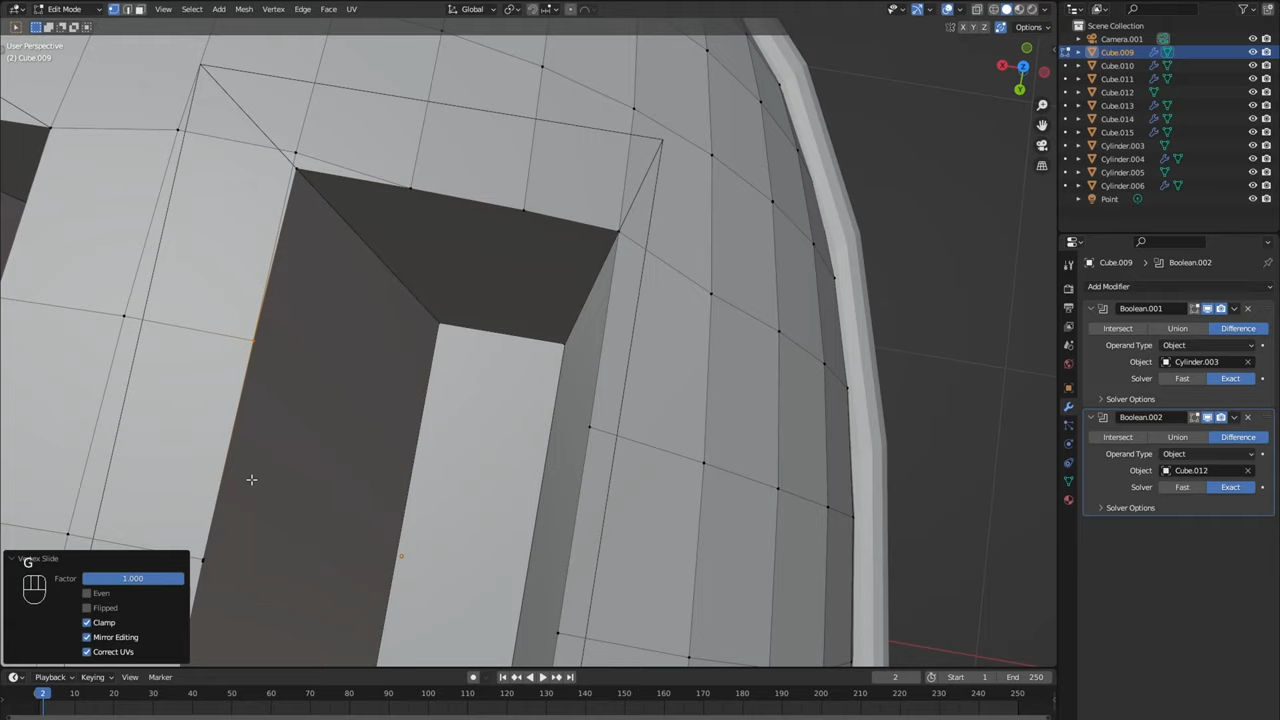 Edit Mode View Select Add Mesh Vertex Edge Face UV Global X Y Z Options
User Perspective
(2) Cube.009
Scene Collection
Camera.001
Cube.009
Cube.010
Cube.011
Cube.012
Cube.013
Cube.014
Cube.015
Cylinder.003
Cylinder.004
Cylinder.005
Cylinder.006
Point
Cube.009 > Boolean.002
Add Modifier
Boolean.001
Intersect Union Difference
Operand Type Object
Object Cylinder.003
Solver Fast Exact
Solver Options
Boolean.002
Intersect Union Difference
Operand Type Object
Object Cube.012
Solver Fast Exact
Solver Options
Vertex Slide
G
Factor 1.000
Even
Flipped
Clamp
Mirror Editing
Correct UVs
Playback Keying View Marker 2 Start 1 End 250
2 10 20 30 40 50 60 70 80 90 100 110 120 130 140 150 160 170 180 190 200 210 220 230 240 250